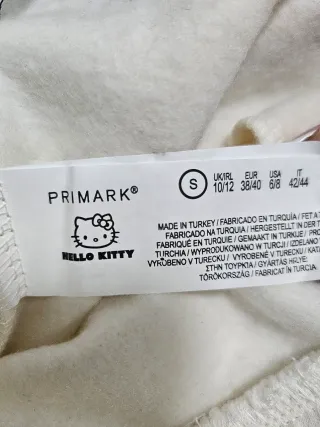 PRIMARK®
HELLO KITTY
S
UK/IRL EUR USA IT
10/12 38/40 6/8 42/44
MADE IN TURKEY/ FABRICADO EN TURQUÍA/ FET A
FABRICADO NA TURQUIA/ HERGESTELLT IN DER
FABRIQUÉ EN TURQUIE/ GEMAAKT IN TURKIJE/
TURCHIA/ WYPRODUKOWANO W TURCJI/ IZDELANO
VYROBENO V TURECKU/ VYROBENÉ V TURECKU/
ΣΤΗΝ ΤΟΥΡΚΙΑ/ GYÁRTÁS HELYE:
TÖRÖKORSZÁG/ FABRICAT ÎN TURCIA